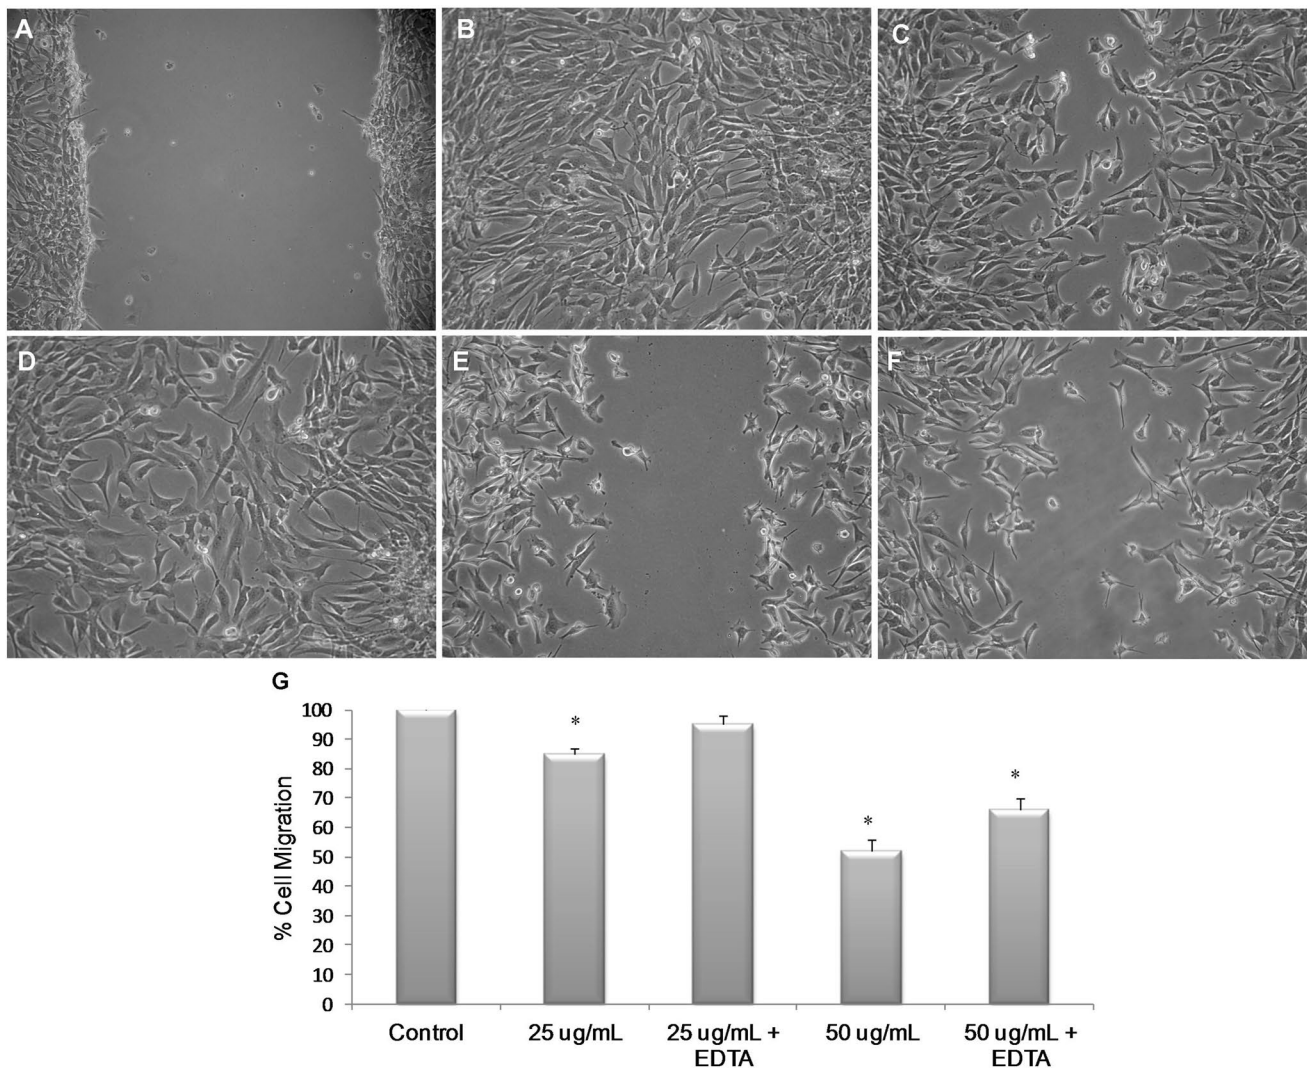 A
B
C
D
E
F
G
% Cell Migration
100
90
80
70
60
50
40
30
20
10
0
*
*
*
Control
25 ug/mL
25 ug/mL +
EDTA
50 ug/mL
50 ug/mL +
EDTA